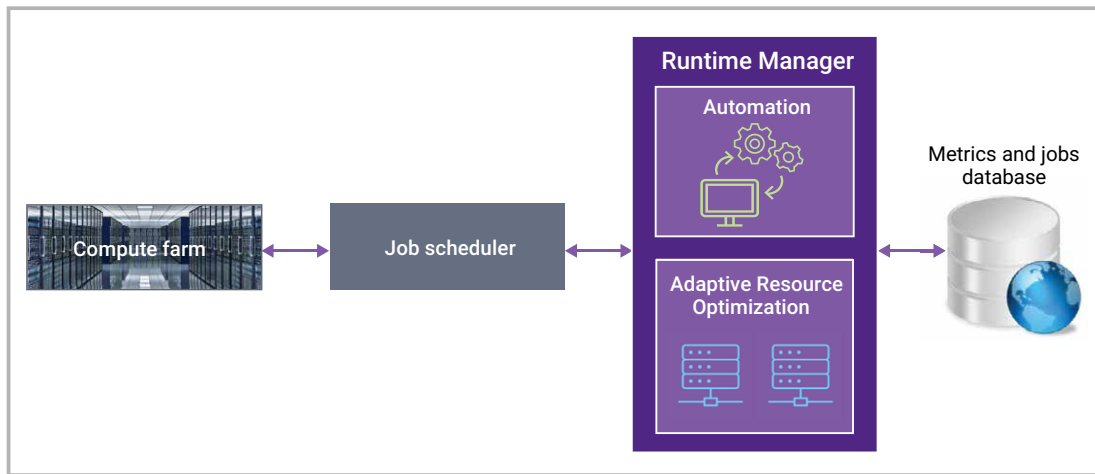 Compute farm
Job scheduler
Runtime Manager
Automation
Adaptive Resource
Optimization
Metrics and jobs
database